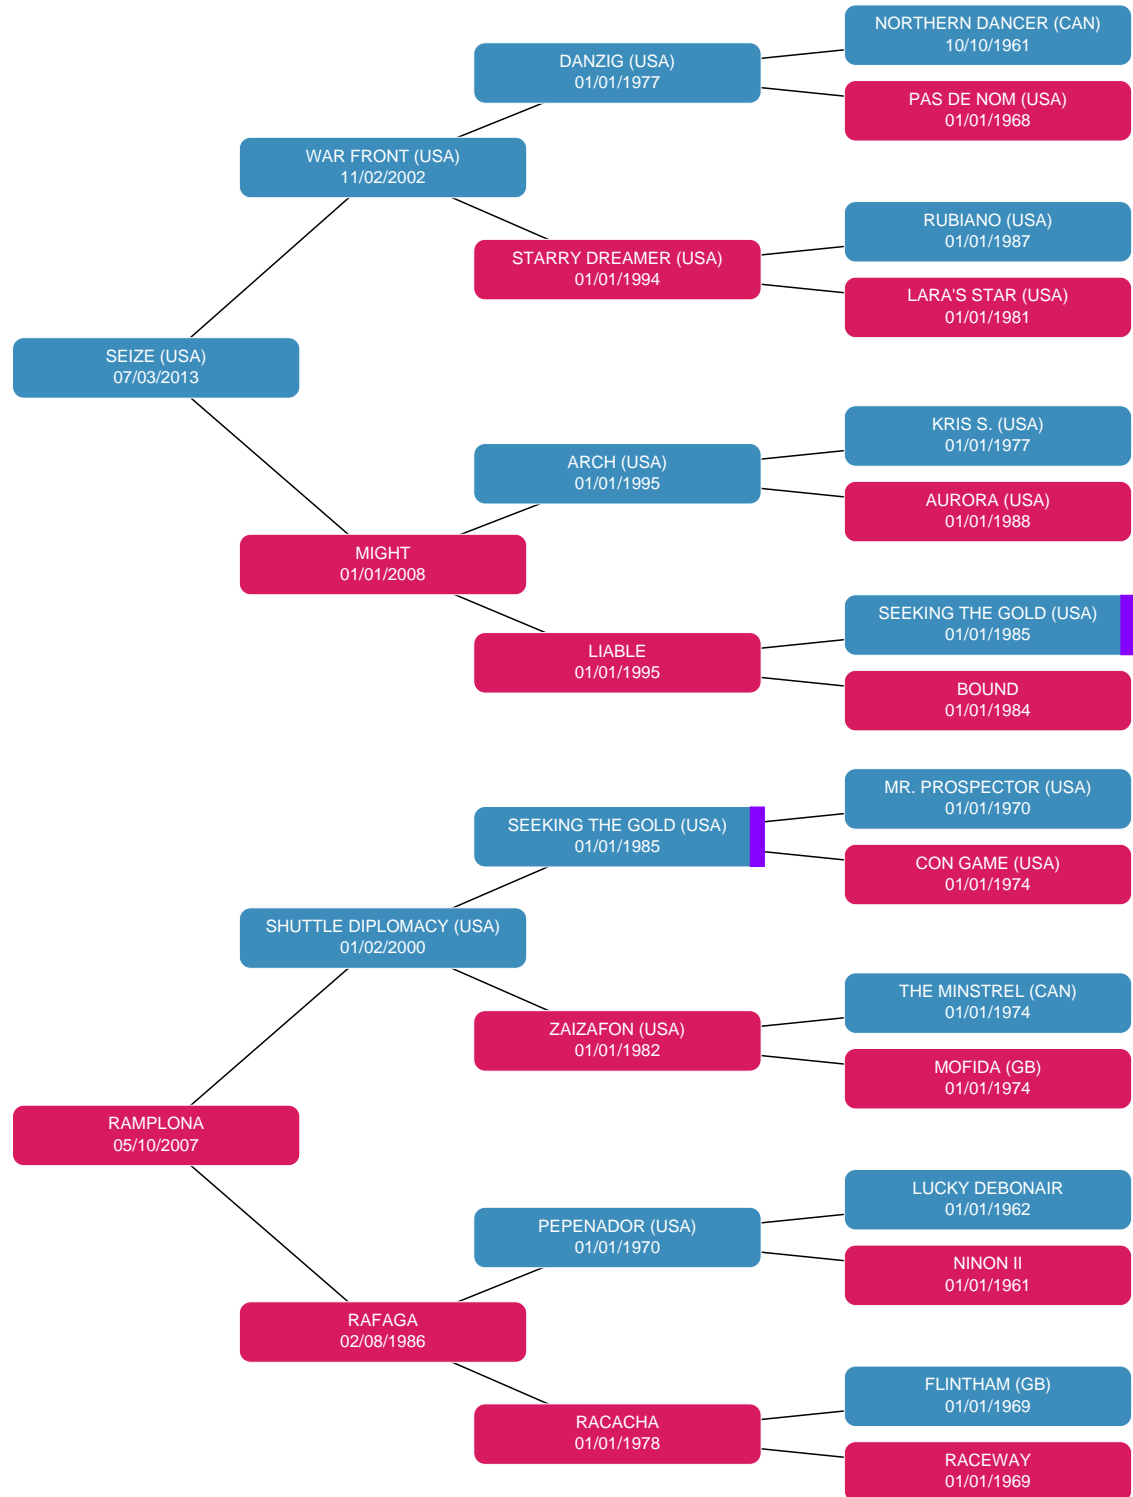 NORTHERN DANCER (CAN)
10/10/1961
DANZIG (USA)
01/01/1977
PAS DE NOM (USA)
01/01/1968
WAR FRONT (USA)
11/02/2002
RUBIANO (USA)
01/01/1987
STARRY DREAMER (USA)
01/01/1994
LARA'S STAR (USA)
01/01/1981
SEIZE (USA)
07/03/2013
KRIS S. (USA)
01/01/1977
ARCH (USA)
01/01/1995
AURORA (USA)
01/01/1988
MIGHT
01/01/2008
SEEKING THE GOLD (USA)
01/01/1985
LIABLE
01/01/1995
BOUND
01/01/1984
MR. PROSPECTOR (USA)
01/01/1970
SEEKING THE GOLD (USA)
01/01/1985
CON GAME (USA)
01/01/1974
SHUTTLE DIPLOMACY (USA)
01/02/2000
THE MINSTREL (CAN)
01/01/1974
ZAIZAFON (USA)
01/01/1982
MOFIDA (GB)
01/01/1974
RAMPLONA
05/10/2007
LUCKY DEBONAIR
01/01/1962
PEPENADOR (USA)
01/01/1970
NINON II
01/01/1961
RAFAGA
02/08/1986
FLINTHAM (GB)
01/01/1969
RACACHA
01/01/1978
RACEWAY
01/01/1969